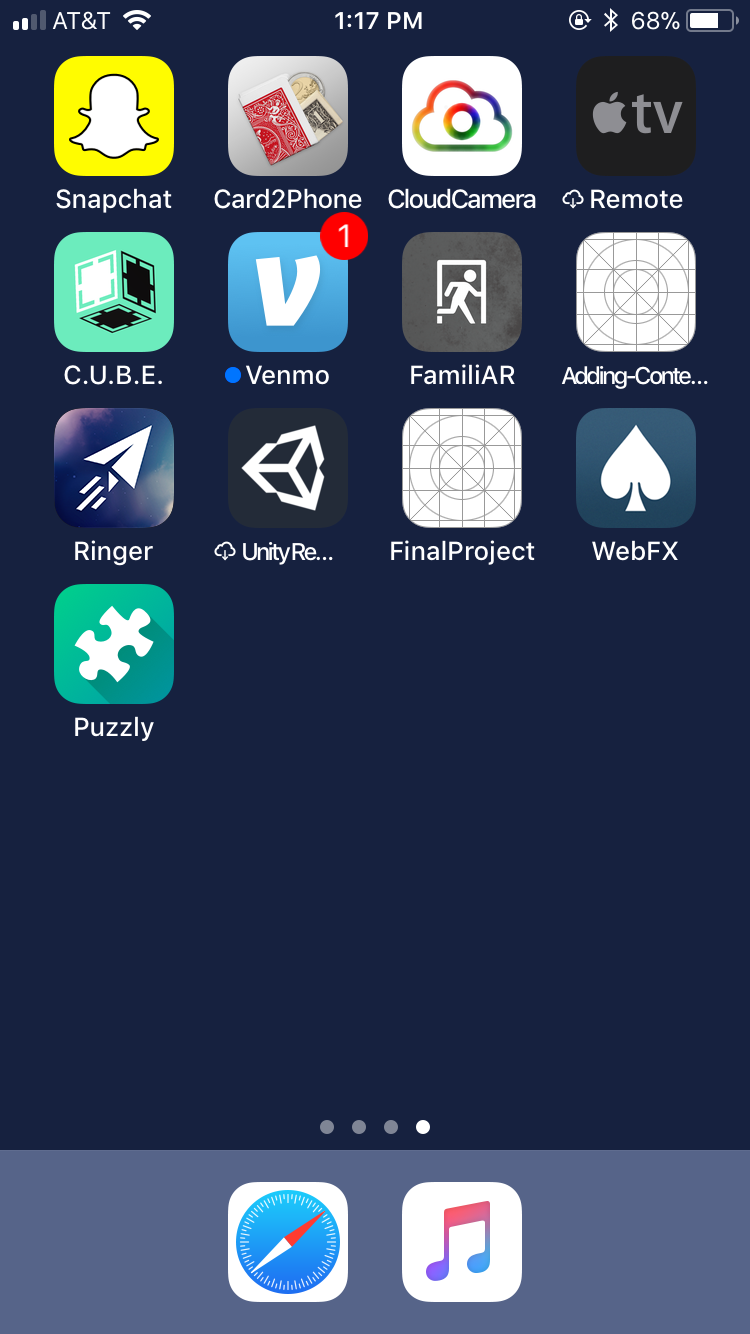 AT&T 1:17 PM 68%
tv
Snapchat Card2Phone CloudCamera Remote
1
C.U.B.E. Venmo FamiliAR Adding-Conte...
Ringer UnityRe... FinalProject WebFX
Puzzly